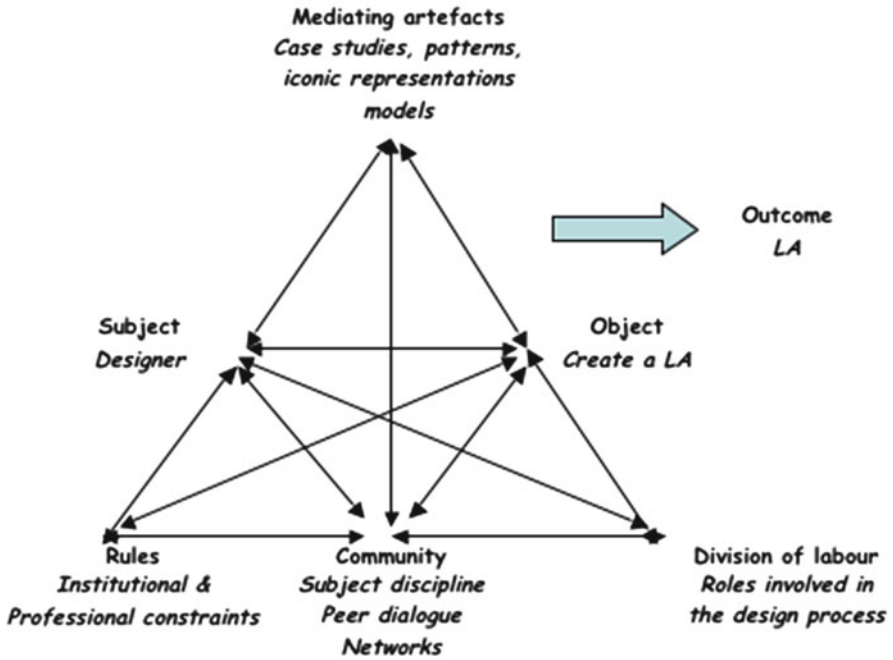 Mediating artefacts
Case studies, patterns,
iconic representations
models
Outcome
LA
Subject
Designer
Object
Create a LA
Rules
Institutional &
Professional constraints
Community
Subject discipline
Peer dialogue
Networks
Division of labour
Roles involved in
the design process